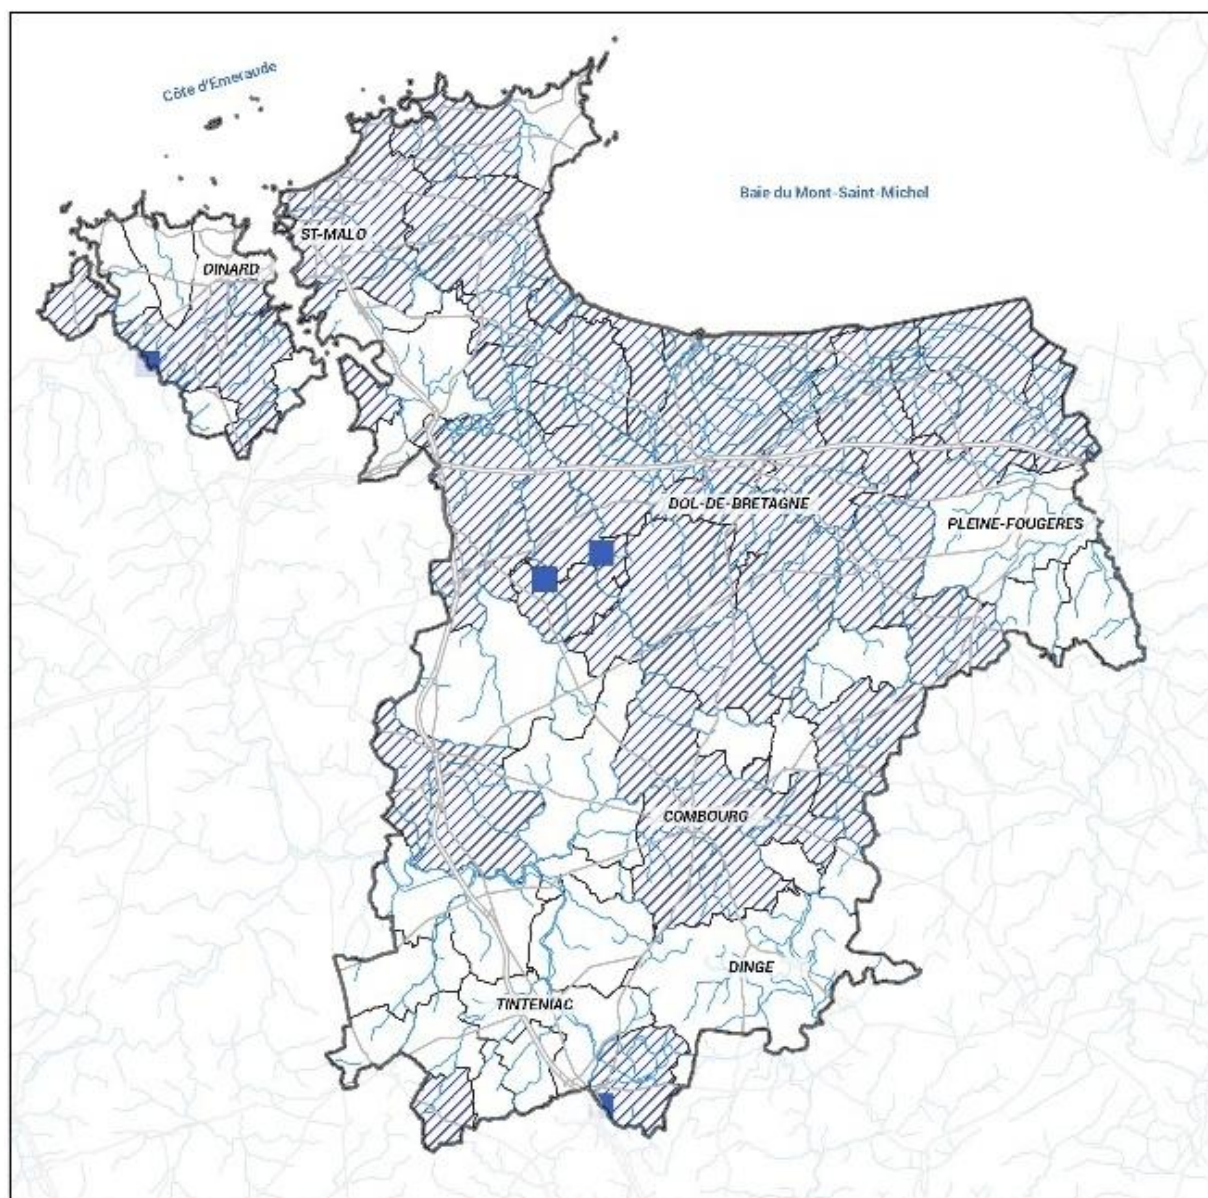 Côte d'Emeraude
Baie du Mont-Saint-Michel
ST-MALO
DINARD
DOL-DE-BRETAGNE
PLEINE-FOUGERES
COMBOURG
DINGE
TINTENIAC